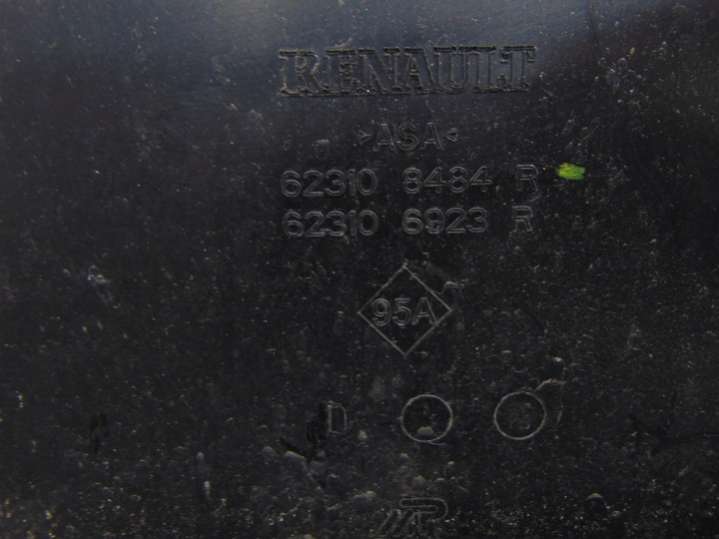 RENAULT
>ASA<
62310 8484 R
62310 6923 R
95A
D